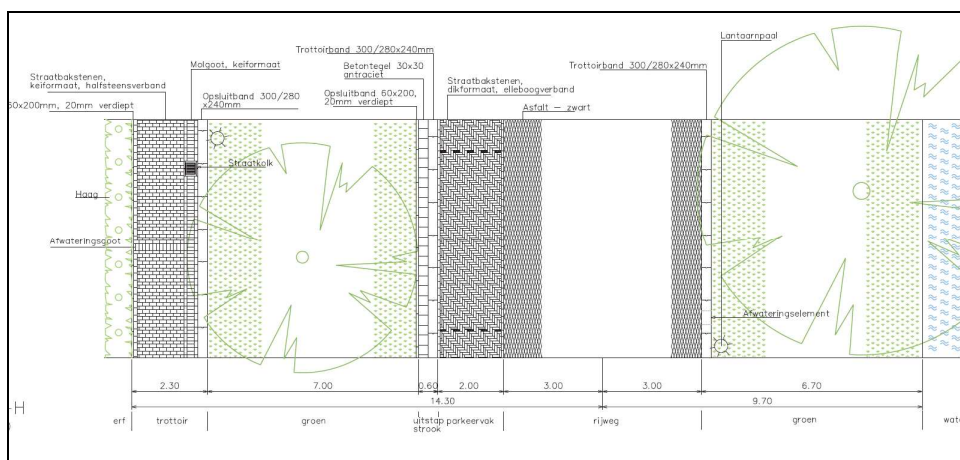 Lantaarnpaal
Trottoirband 300/280x240mm
Molgoot, keiformaat
Betontegel 30x30
antraciet
Trottoirband 300/280x240mm
Straatbakstenen,
keiformaat, halfsteensverband
Opsluitband 300/280
x240mm
Opsluitband 60x200,
20mm verdiept
Straatbakstenen,
dikformaat, elleboogverband
60x200mm, 20mm verdiept
Asfalt – zwart
Straatkolk
Haag
Afwateringsgoot
Afwateringselement
2.30 7.00 0.60 2.00 3.00 3.00 6.70
14.30 9.70
erf trottoir groen uitstap parkeervak rijweg groen wate
strook